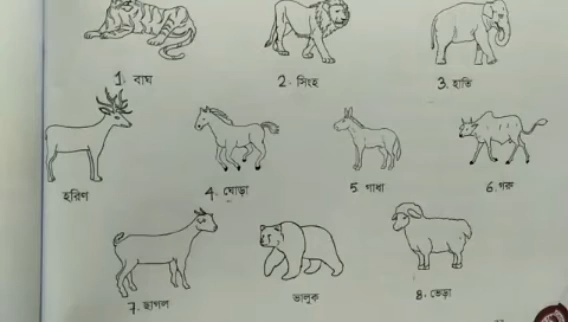 1. বাঘ
2. সিংহ
3. হাতি
হরিণ
4. ঘোড়া
5 গাধা
6. গরু
7. ছাগল
ভালুক
8. ভেড়া